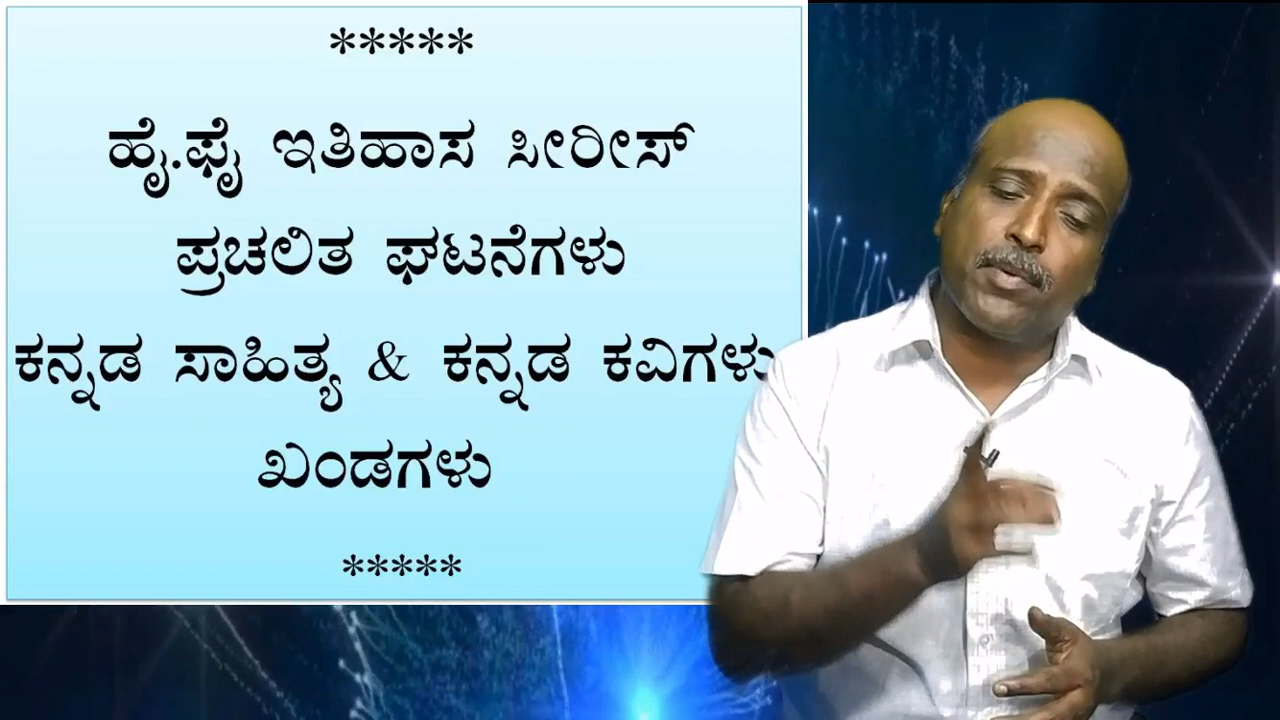 *****
ಹೈ.ಫೈ ಇತಿಹಾಸ ಸೀರೀಸ್
ಪ್ರಚಲಿತ ಘಟನೆಗಳು
ಕನ್ನಡ ಸಾಹಿತ್ಯ & ಕನ್ನಡ ಕವಿಗಳು
ಖಂಡಗಳು
*****